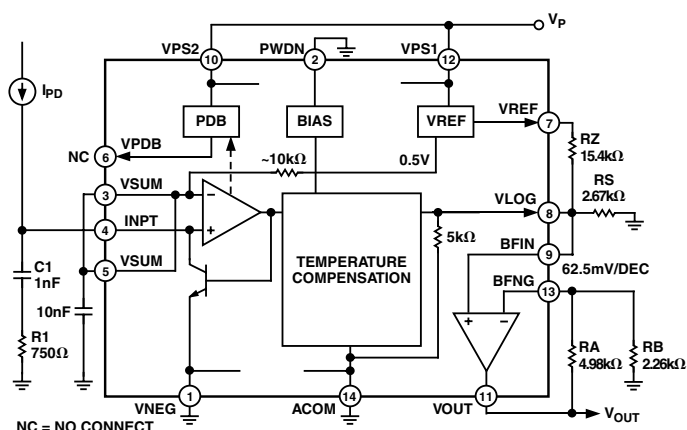 VP
VPS2
PWDN
VPS1
10
2
12
IPD
PDB
BIAS
VREF
VREF
7
RZ
15.4kΩ
VPDB
NC
6
~10kΩ
0.5V
RS
2.67kΩ
3
VSUM
−
VLOG
8
4
INPT
+
5kΩ
TEMPERATURE
COMPENSATION
5
VSUM
BFIN
9
62.5mV/DEC
C1
1nF
10nF
BFNG
13
+
−
R1
750Ω
RA
4.98kΩ
RB
2.26kΩ
VNEG
1
ACOM
14
VOUT
11
VOUT
NC = NO CONNECT